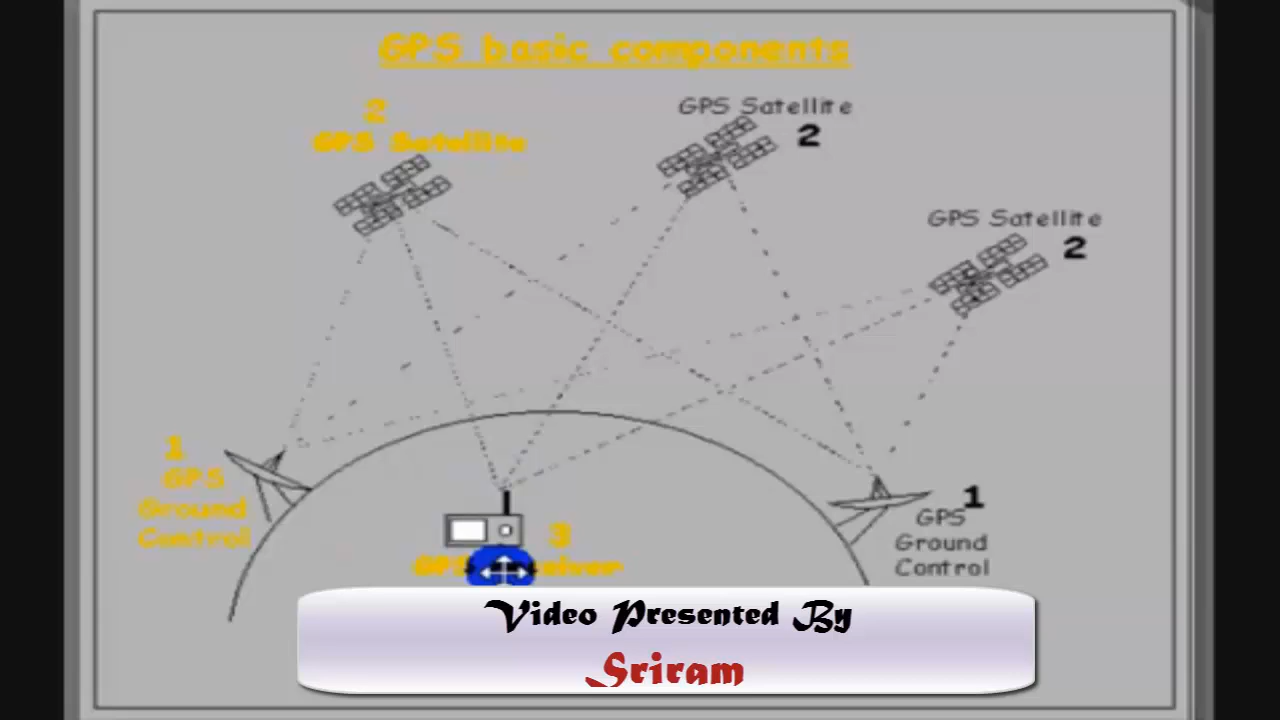 GPS basic components
2
GPS Satellite
GPS Satellite
2
GPS Satellite
2
1
GPS
Ground
Control
1
GPS
Ground
Control
3
GPS
Video Presented By
Sriram